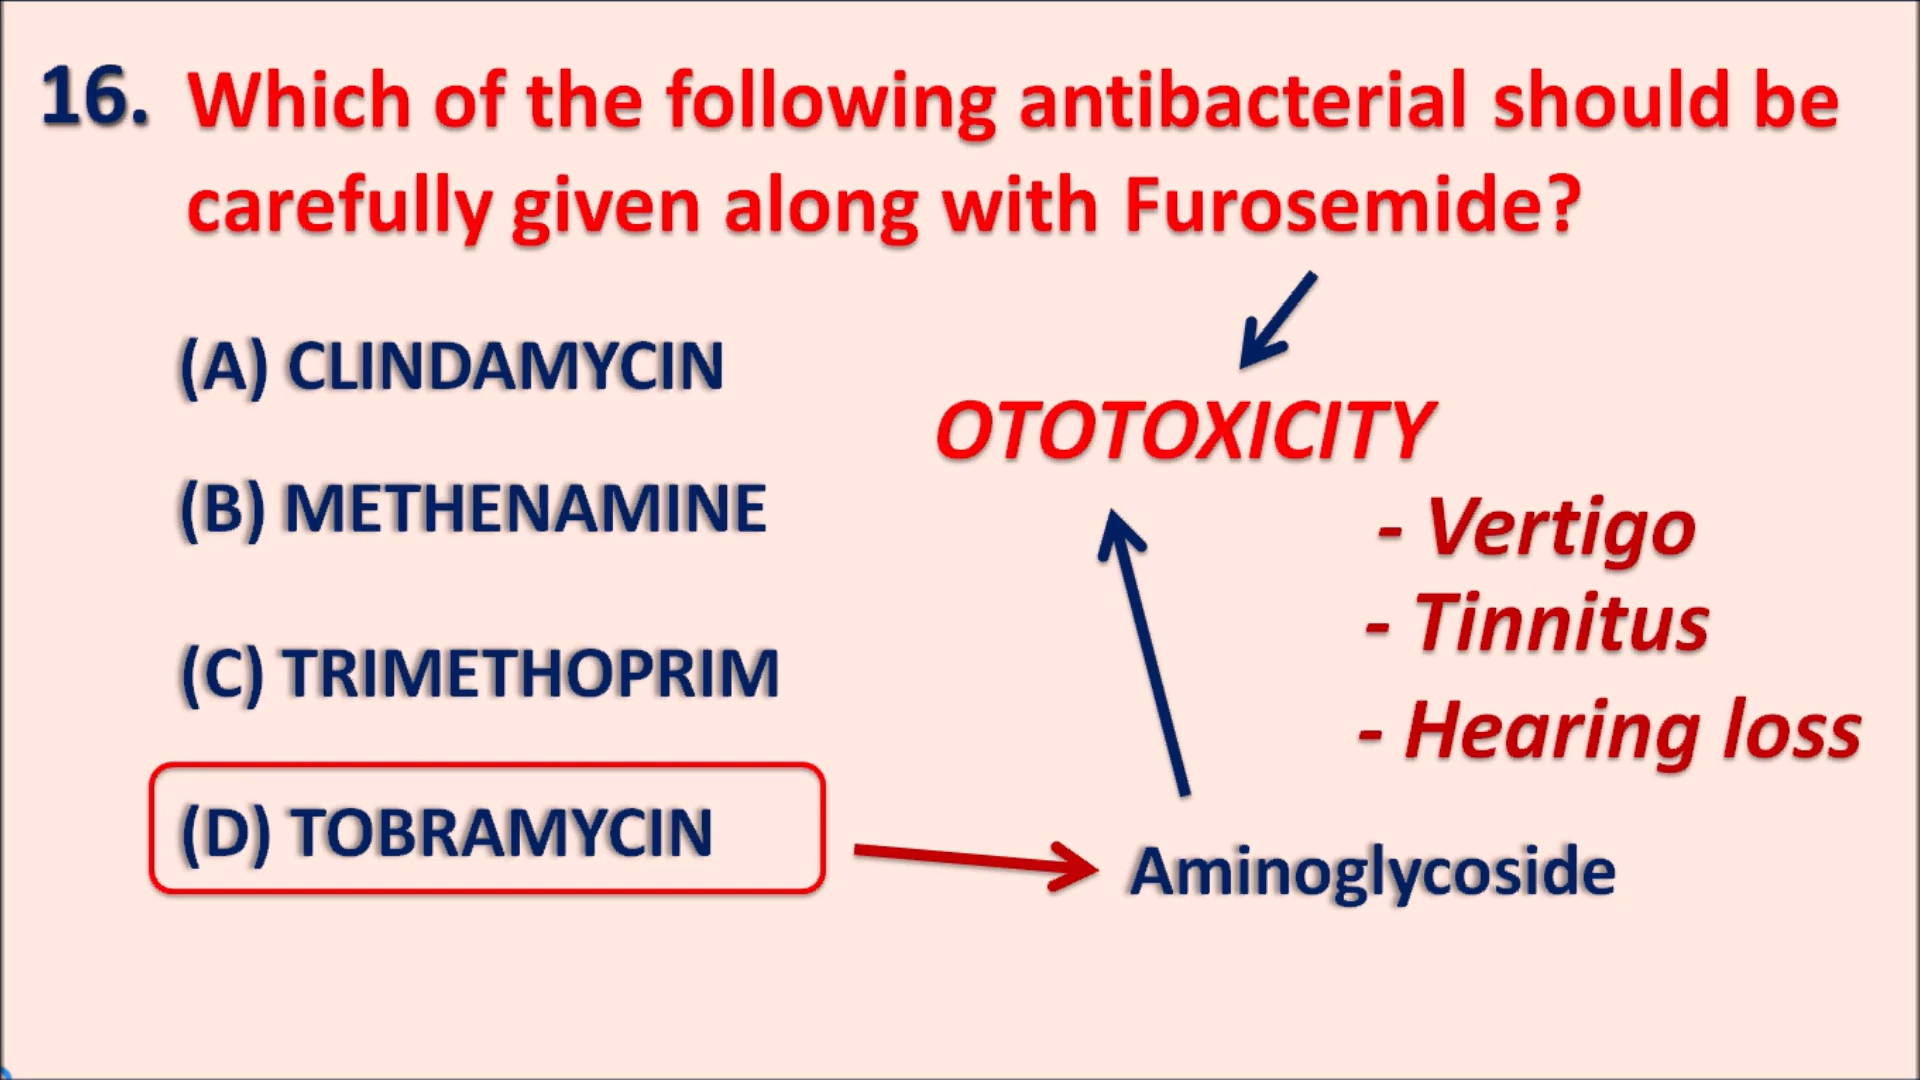 16. Which of the following antibacterial should be
carefully given along with Furosemide?
(A) CLINDAMYCIN
(B) METHENAMINE
(C) TRIMETHOPRIM
(D) TOBRAMYCIN
OTOTOXICITY
- Vertigo
- Tinnitus
- Hearing loss
Aminoglycoside